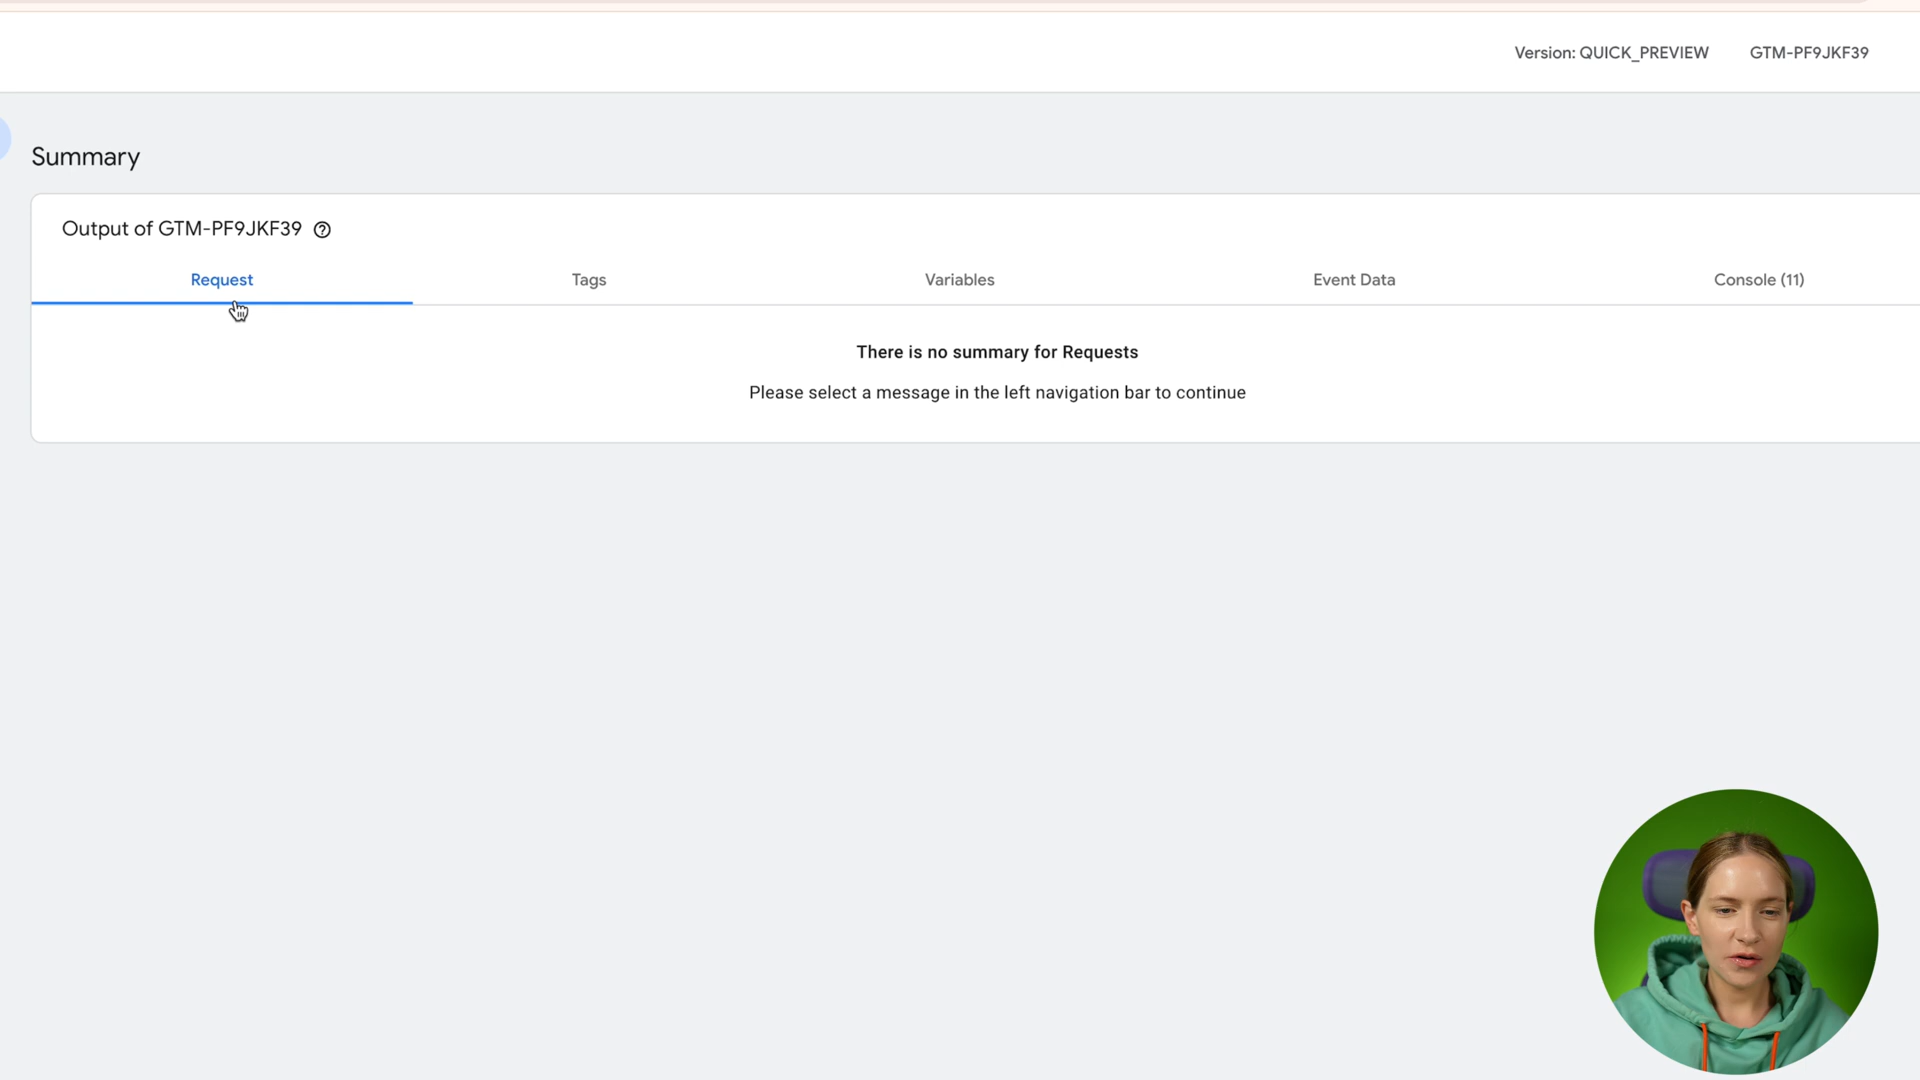 Version: QUICK_PREVIEW GTM-PF9JKF39
Summary
Output of GTM-PF9JKF39
Request Tags Variables Event Data Console (11)
There is no summary for Requests
Please select a message in the left navigation bar to continue